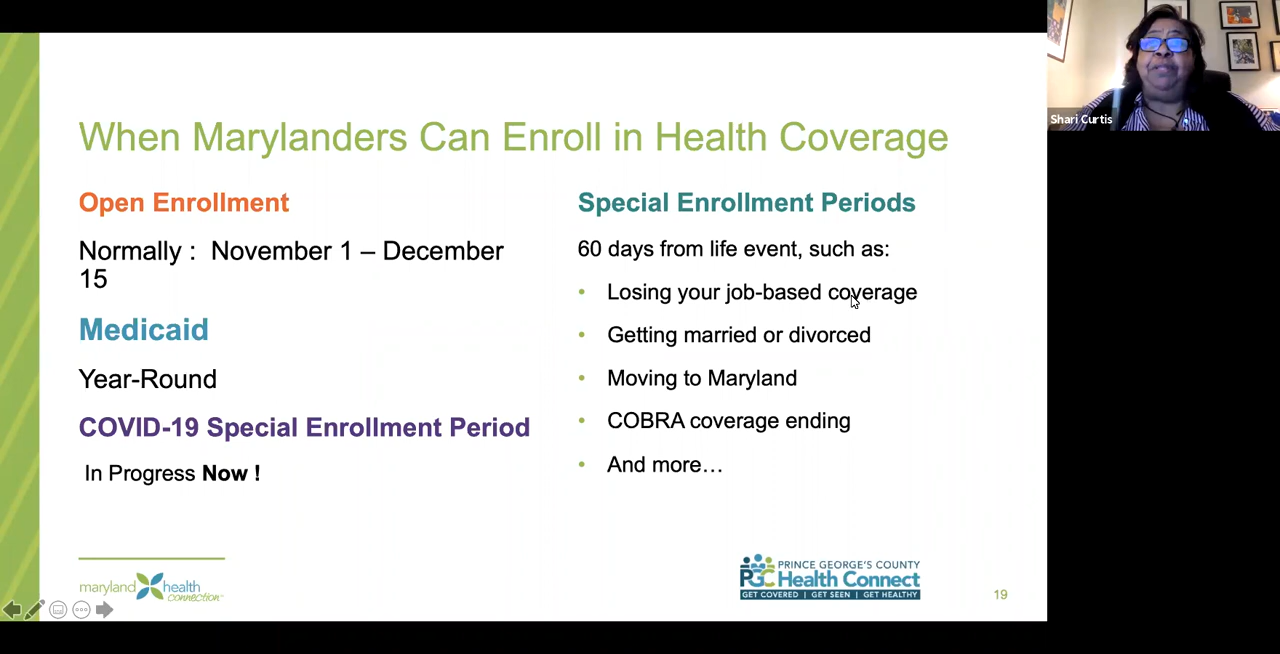 When Marylanders Can Enroll in Health Coverage
Open Enrollment
Normally : November 1 – December
15
Medicaid
Year-Round
COVID-19 Special Enrollment Period
In Progress Now !
Special Enrollment Periods
60 days from life event, such as:
• Losing your job-based coverage
• Getting married or divorced
• Moving to Maryland
• COBRA coverage ending
• And more…
maryland health
connection
PRINCE GEORGE'S COUNTY
PGC Health Connect
GET COVERED | GET SEEN | GET HEALTHY
19
Shari Curtis